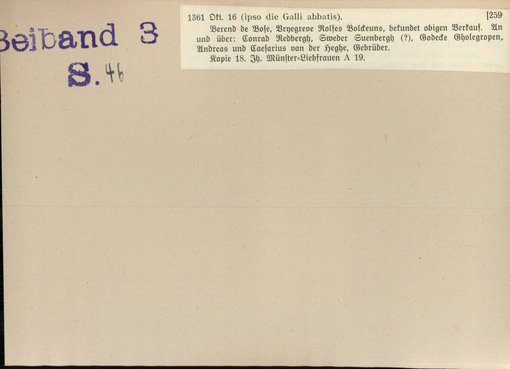 Beiband 3
S. 46
1361 Okt. 16 (ipso die Galli abbatis). [259
Berend de Bose, Vryegreve Rolfes Volckeuns, bekundet obigen Verkauf. An
und über: Conrad Redbergh, Sweder Suenbergh (?), Godecke Gholegropen,
Andreas und Caesarius van der Heghe, Gebrüder.
Kopie 18. Jh. Münster-Liebfrauen A 19.